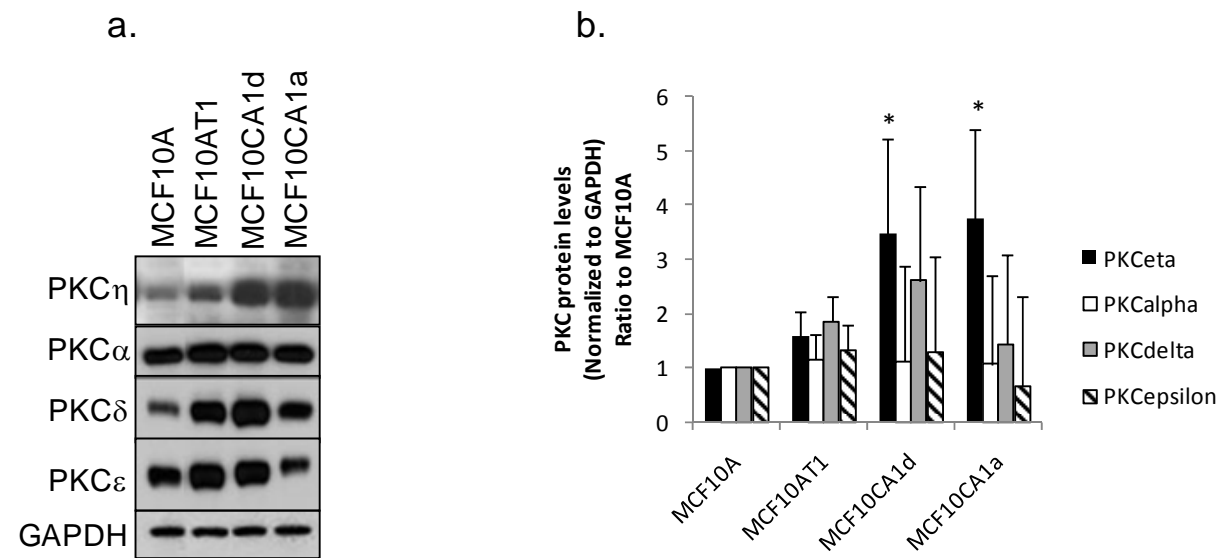 a.
MCF10A
MCF10AT1
MCF10CA1d
MCF10CA1a
PKCη
PKCα
PKCδ
PKCε
GAPDH
b.
PKC protein levels
(Normalized to GAPDH)
Ratio to MCF10A
6
5
4
3
2
1
0
*
*
MCF10A
MCF10AT1
MCF10CA1d
MCF10CA1a
PKCeta
PKCalpha
PKCdelta
PKCepsilon